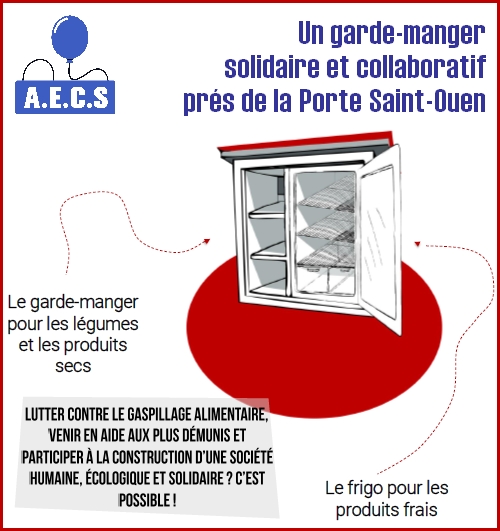 A.E.C.S
Un garde-manger
solidaire et collaboratif
prés de la Porte Saint-Ouen
Le garde-manger
pour les légumes
et les produits
secs
LUTTER CONTRE LE GASPILLAGE ALIMENTAIRE,
VENIR EN AIDE AUX PLUS DÉMUNIS ET
PARTICIPER À LA CONSTRUCTION D'UNE SOCIÉTÉ
HUMAINE, ÉCOLOGIQUE ET SOLIDAIRE ? C'EST
POSSIBLE !
Le frigo pour les
produits frais